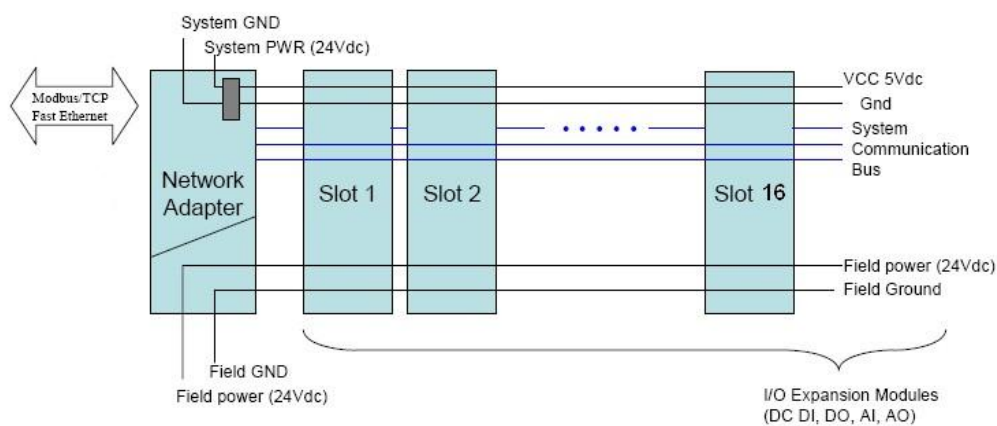 System GND
System PWR (24Vdc)
Modbus/TCP
Fast Ethernet
VCC 5Vdc
Gnd
System
Communication
Bus
Network
Adapter
Slot 1
Slot 2
Slot 16
Field power (24Vdc)
Field Ground
Field GND
Field power (24Vdc)
I/O Expansion Modules
(DC DI, DO, AI, AO)